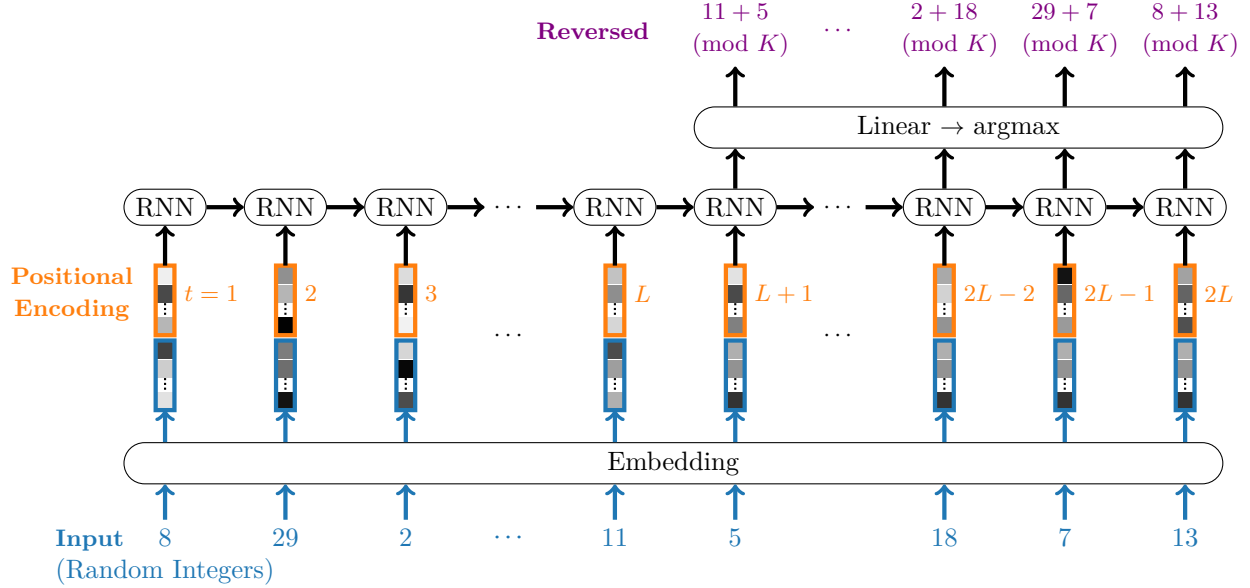 11 + 5 2 + 18 29 + 7 8 + 13
Reversed ⋯
(mod K) (mod K) (mod K) (mod K)
Linear → argmax
RNN RNN RNN ⋯ RNN RNN ⋯ RNN RNN RNN
Positional
Encoding
t = 1 2 3 L L + 1 2L − 2 2L − 1 2L
⋯ ⋯
Embedding
Input 8 29 2 ⋯ 11 5 18 7 13
(Random Integers)